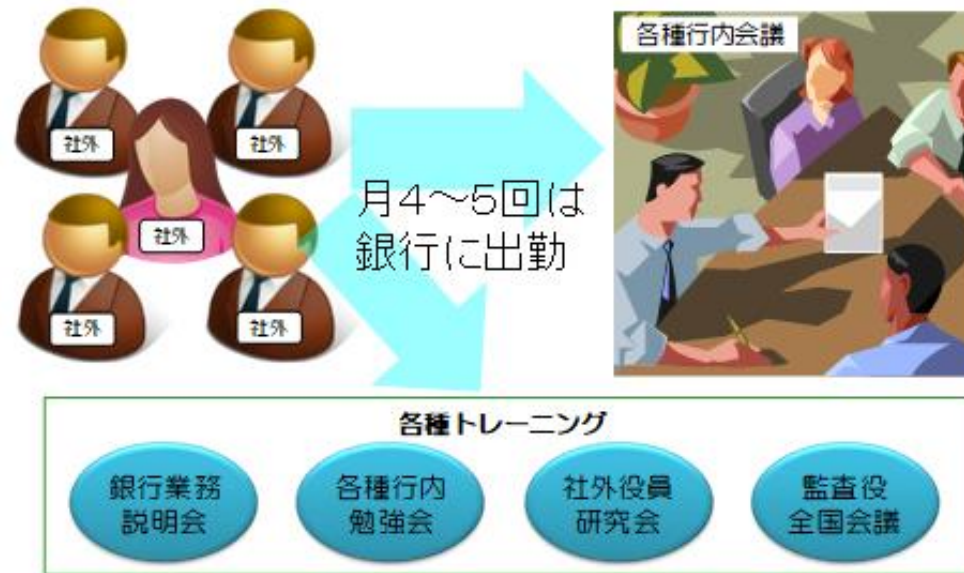 各種行内会議
社外
社外
社外
社外
社外
月4～5回は
銀行に出勤
各種トレーニング
銀行業務
説明会
各種行内
勉強会
社外役員
研究会
監査役
全国会議